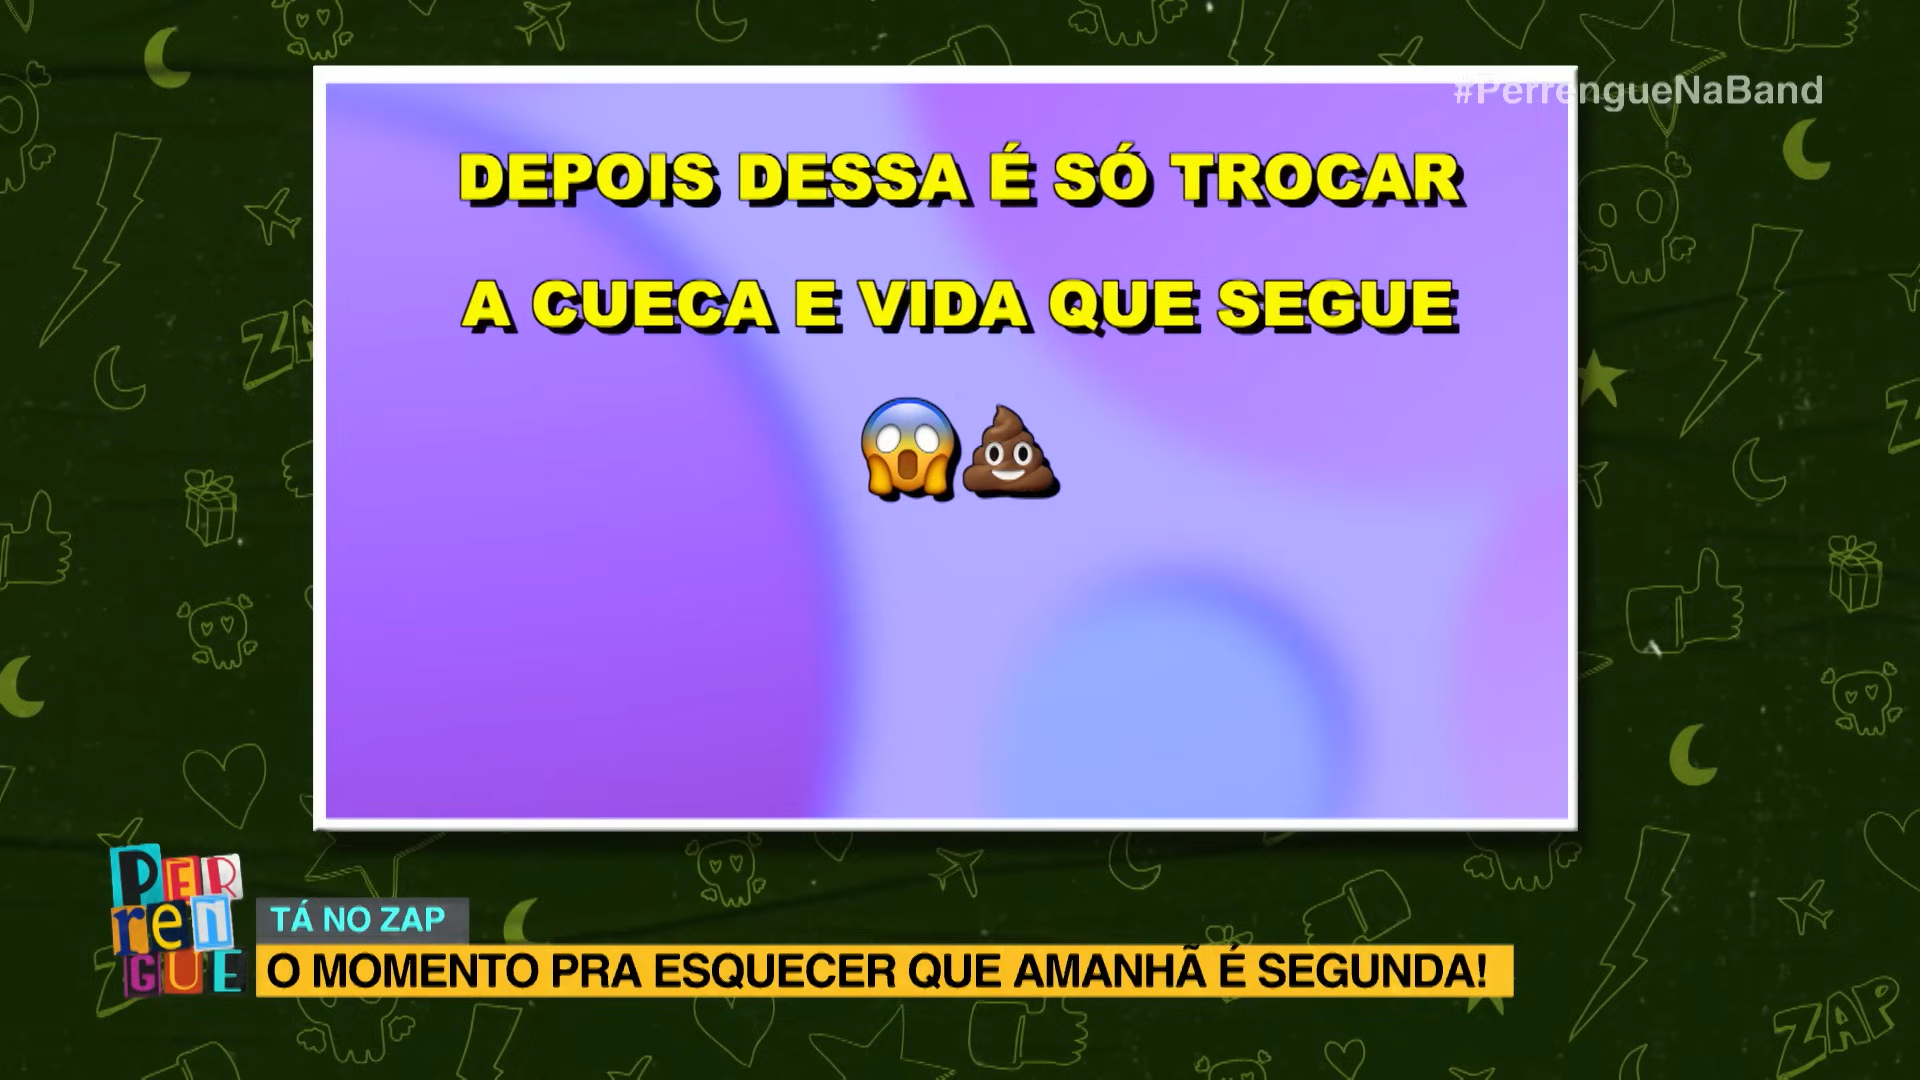 #PerrengueNaBand
DEPOIS DESSA É SÓ TROCAR
A CUECA E VIDA QUE SEGUE
😱💩
PER
ren
GUE
TÁ NO ZAP
O MOMENTO PRA ESQUECER QUE AMANHÃ É SEGUNDA!
ZAP